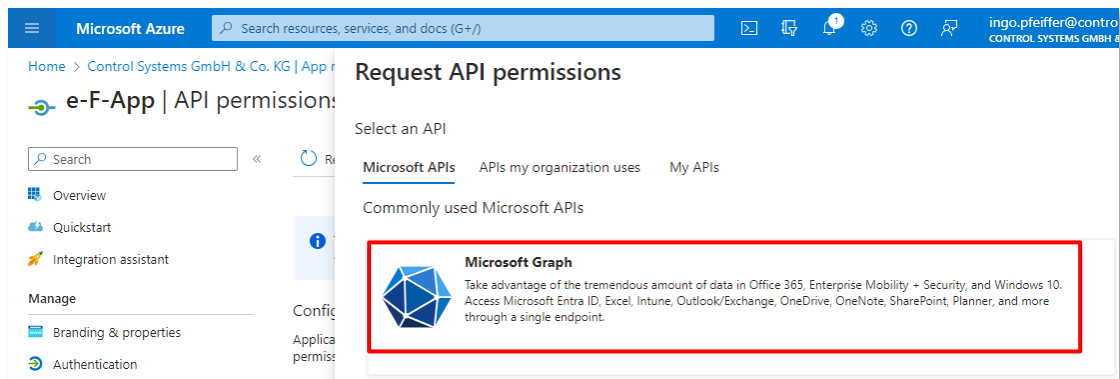 Microsoft Azure
Search resources, services, and docs (G+/)
1
ingo.pfeiffer@contro
CONTROL SYSTEMS GMBH &
Home > Control Systems GmbH & Co. KG | App r
e-F-App | API permissions
Search
«
Re
Overview
Quickstart
Integration assistant
Manage
Branding & properties
Authentication
Config
Applica
permiss
Request API permissions
Select an API
Microsoft APIs
APIs my organization uses
My APIs
Commonly used Microsoft APIs
Microsoft Graph
Take advantage of the tremendous amount of data in Office 365, Enterprise Mobility + Security, and Windows 10.
Access Microsoft Entra ID, Excel, Intune, Outlook/Exchange, OneDrive, OneNote, SharePoint, Planner, and more
through a single endpoint.